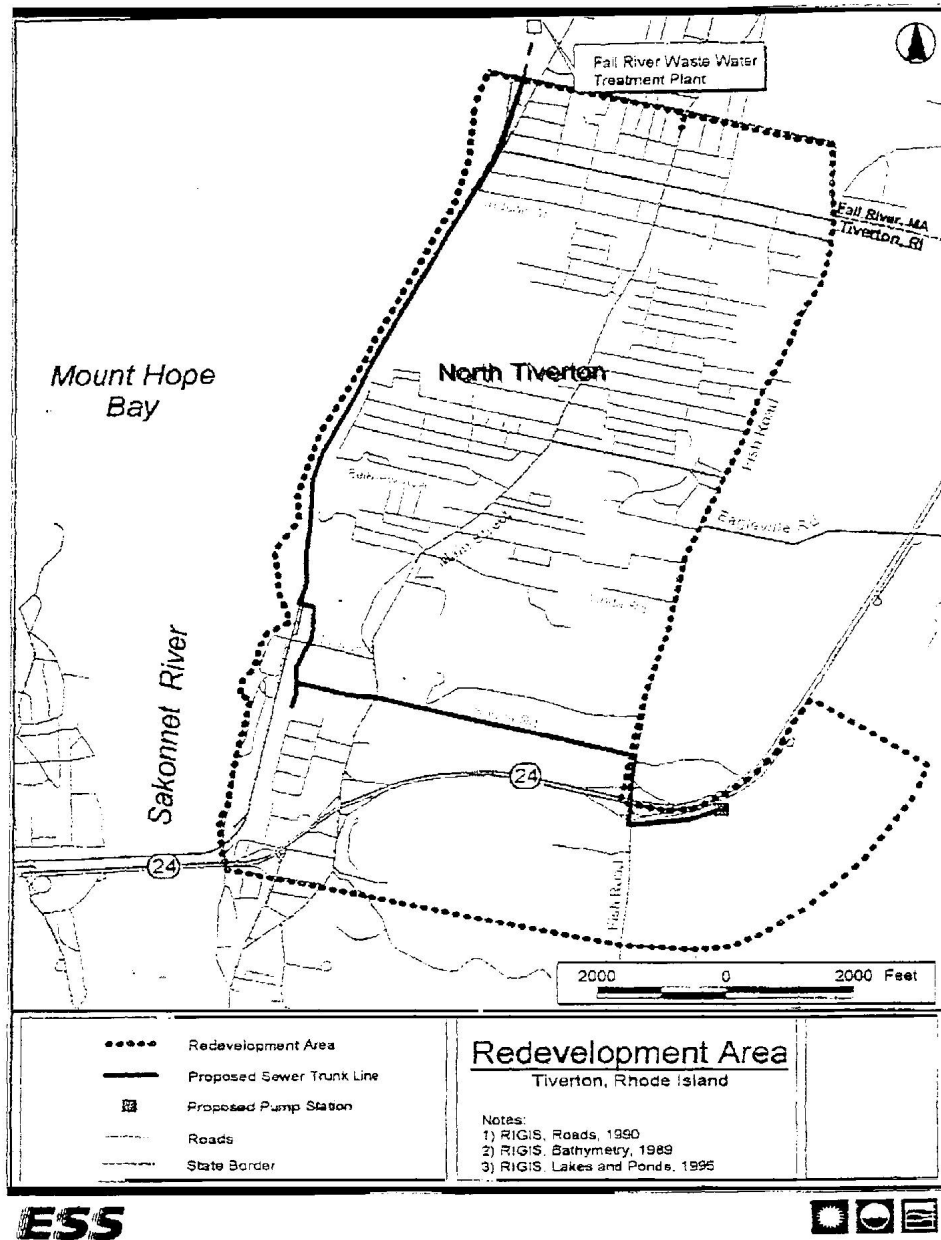 Fall River Waste Water
Treatment Plant
Fall River, MA
Tiverton, RI
Mount Hope
Bay
North Tiverton
Fish Road
Eagleville Rd
Main Street
Sakonnet River
24
24
Fish Road
2000 0 2000 Feet
Redevelopment Area
Proposed Sewer Trunk Line
Proposed Pump Station
Roads
State Border
Redevelopment Area
Tiverton, Rhode Island
Notes:
1) RIGIS, Roads, 1990
2) RIGIS, Bathymetry, 1989
3) RIGIS, Lakes and Ponds, 1995
ESS